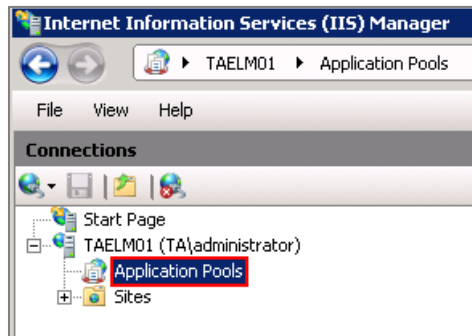 Internet Information Services (IIS) Manager
TAELM01 Application Pools
File View Help
Connections
Start Page
TAELM01 (TA\administrator)
Application Pools
Sites